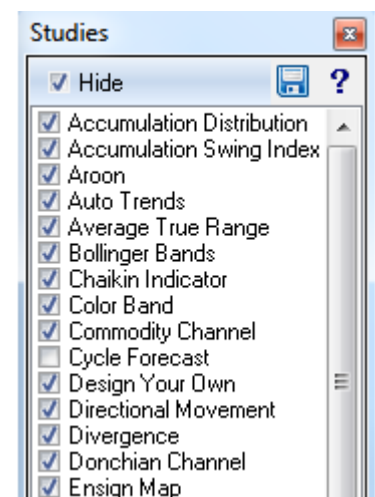 Studies
Hide ?
Accumulation Distribution
Accumulation Swing Index
Aroon
Auto Trends
Average True Range
Bollinger Bands
Chaikin Indicator
Color Band
Commodity Channel
Cycle Forecast
Design Your Own
Directional Movement
Divergence
Donchian Channel
Ensign Map